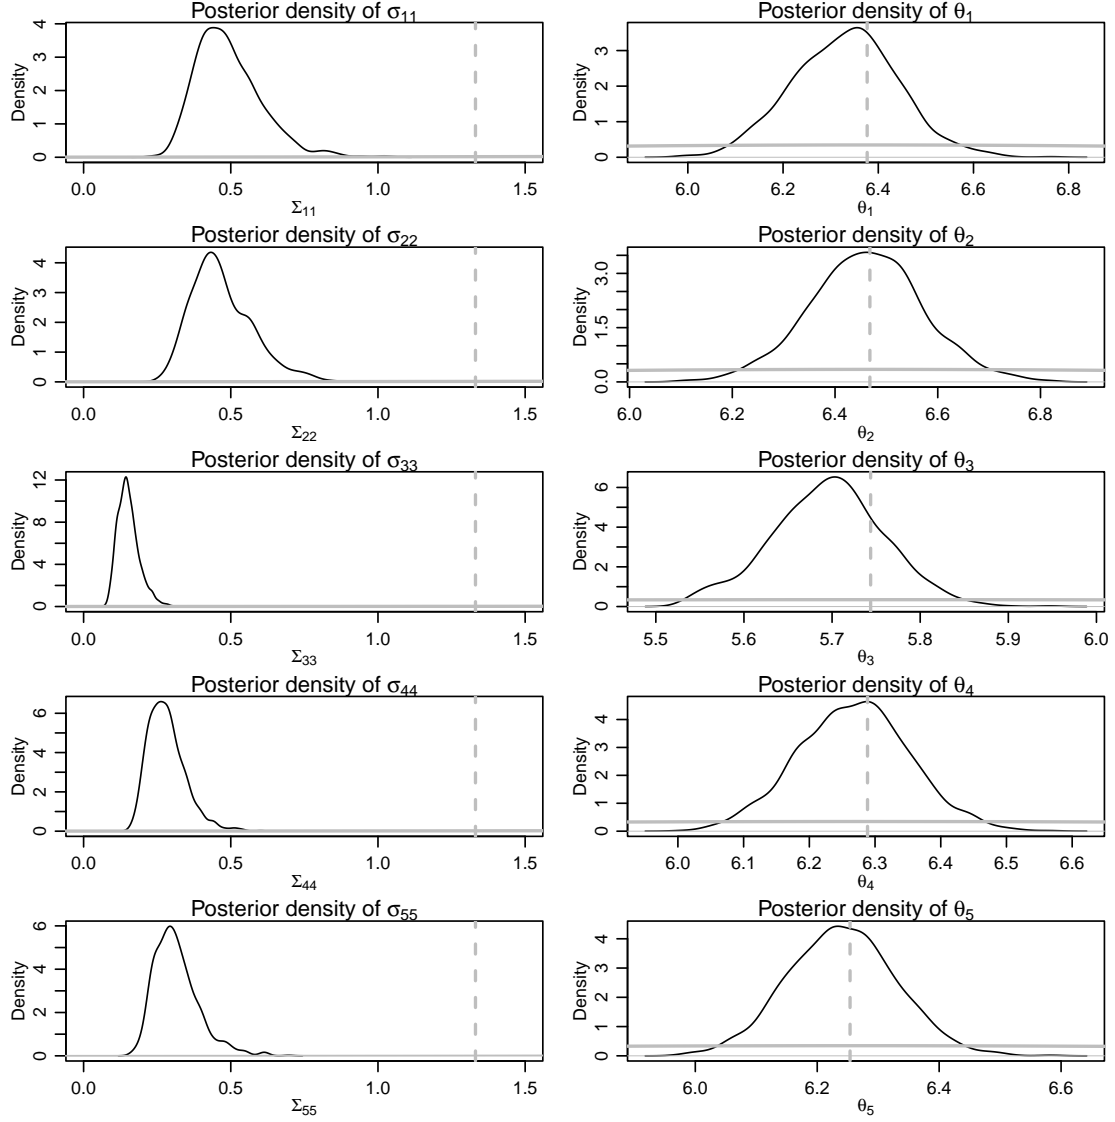 Posterior density of σ11
Density
0 1 2 3 4
0.0 0.5 1.0 1.5
Σ11
Posterior density of θ1
Density
0 1 2 3
6.0 6.2 6.4 6.6 6.8
θ1
Posterior density of σ22
Density
0 1 2 3 4
0.0 0.5 1.0 1.5
Σ22
Posterior density of θ2
Density
0.0 1.5 3.0
6.0 6.2 6.4 6.6 6.8
θ2
Posterior density of σ33
Density
0 4 8 12
0.0 0.5 1.0 1.5
Σ33
Posterior density of θ3
Density
0 2 4 6
5.5 5.6 5.7 5.8 5.9 6.0
θ3
Posterior density of σ44
Density
0 2 4 6
0.0 0.5 1.0 1.5
Σ44
Posterior density of θ4
Density
0 1 2 3 4
6.0 6.1 6.2 6.3 6.4 6.5 6.6
θ4
Posterior density of σ55
Density
0 2 4 6
0.0 0.5 1.0 1.5
Σ55
Posterior density of θ5
Density
0 1 2 3 4
6.0 6.2 6.4 6.6
θ5